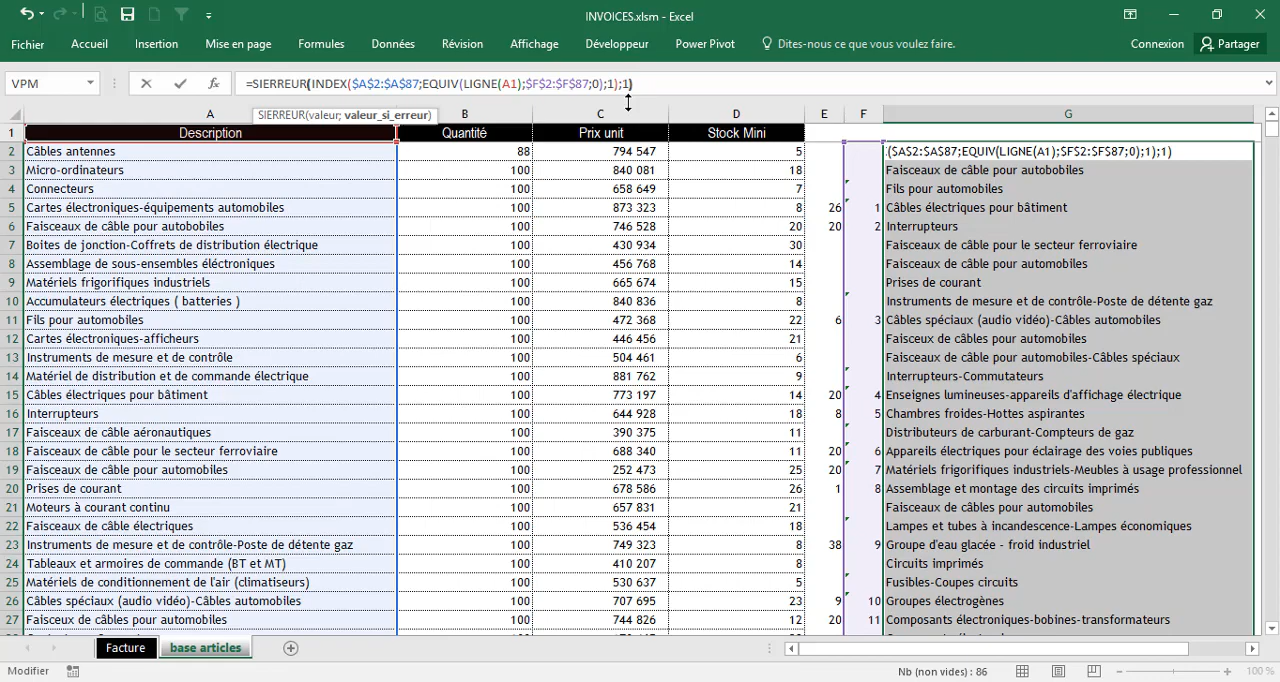 INVOICES.xlsm - Excel
Fichier Accueil Insertion Mise en page Formules Données Révision Affichage Développeur Power Pivot Dites-nous ce que vous voulez faire. Connexion Partager
VPM fx =SIERREUR(INDEX($A$2:$A$87;EQUIV(LIGNE(A1);$F$2:$F$87;0);1);1)
SIERREUR(valeur; valeur_si_erreur)
A B C D E F G
1 Description Quantité Prix unit Stock Mini
2 Câbles antennes 88 794 547 5 ($A$2:$A$87;EQUIV(LIGNE(A1);$F$2:$F$87;0);1);1)
3 Micro-ordinateurs 100 840 081 18 Faisceaux de câble pour autobobiles
4 Connecteurs 100 658 649 7 Fils pour automobiles
5 Cartes électroniques-équipements automobiles 100 873 323 8 26 1 Câbles électriques pour bâtiment
6 Faisceaux de câble pour autobobiles 100 746 528 20 20 2 Interrupteurs
7 Boites de jonction-Coffrets de distribution électrique 100 430 934 30 Faisceaux de câble pour le secteur ferroviaire
8 Assemblage de sous-ensembles éléctroniques 100 456 768 14 Faisceaux de câble pour automobiles
9 Matériels frigorifiques industriels 100 665 674 15 Prises de courant
10 Accumulateurs électriques ( batteries ) 100 840 836 8 Instruments de mesure et de contrôle-Poste de détente gaz
11 Fils pour automobiles 100 472 368 22 6 3 Câbles spéciaux (audio vidéo)-Câbles automobiles
12 Cartes électroniques-afficheurs 100 446 456 21 Faisceux de câbles pour automobiles
13 Instruments de mesure et de contrôle 100 504 461 6 Faisceaux de câble pour automobiles-Câbles spéciaux
14 Matériel de distribution et de commande électrique 100 881 762 9 Interrupteurs-Commutateurs
15 Câbles électriques pour bâtiment 100 773 197 14 20 4 Enseignes lumineuses-appareils d'affichage électrique
16 Interrupteurs 100 644 928 18 8 5 Chambres froides-Hottes aspirantes
17 Faisceaux de câble aéronautiques 100 390 375 11 Distributeurs de carburant-Compteurs de gaz
18 Faisceaux de câble pour le secteur ferroviaire 100 688 340 11 20 6 Appareils électriques pour éclairage des voies publiques
19 Faisceaux de câble pour automobiles 100 252 473 25 20 7 Matériels frigorifiques industriels-Meubles à usage professionnel
20 Prises de courant 100 678 586 26 1 8 Assemblage et montage des circuits imprimés
21 Moteurs à courant continu 100 657 831 21 Faisceaux de câbles pour automobiles
22 Faisceaux de câble électriques 100 536 454 18 Lampes et tubes à incandescence-Lampes économiques
23 Instruments de mesure et de contrôle-Poste de détente gaz 100 749 323 8 38 9 Groupe d'eau glacée - froid industriel
24 Tableaux et armoires de commande (BT et MT) 100 410 207 8 Circuits imprimés
25 Matériels de conditionnement de l'air (climatiseurs) 100 530 637 5 Fusibles-Coupes circuits
26 Câbles spéciaux (audio vidéo)-Câbles automobiles 100 707 695 23 9 10 Groupes électrogènes
27 Faisceux de câbles pour automobiles 100 744 826 12 20 11 Composants électroniques-bobines-transformateurs
Facture base articles
Modifier Nb (non vides) : 86 100 %